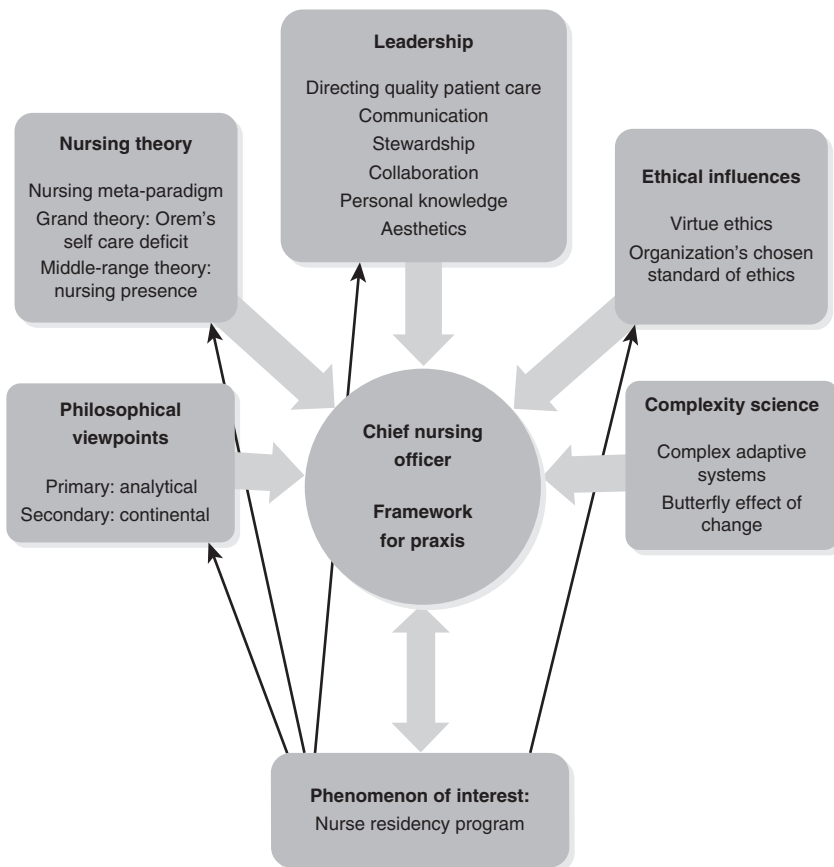 Leadership
Directing quality patient care
Communication
Stewardship
Collaboration
Personal knowledge
Aesthetics
Nursing theory
Nursing meta-paradigm
Grand theory: Orem's
self care deficit
Middle-range theory:
nursing presence
Ethical influences
Virtue ethics
Organization's chosen
standard of ethics
Philosophical
viewpoints
Primary: analytical
Secondary: continental
Chief nursing
officer
Framework
for praxis
Complexity science
Complex adaptive
systems
Butterfly effect of
change
Phenomenon of interest:
Nurse residency program